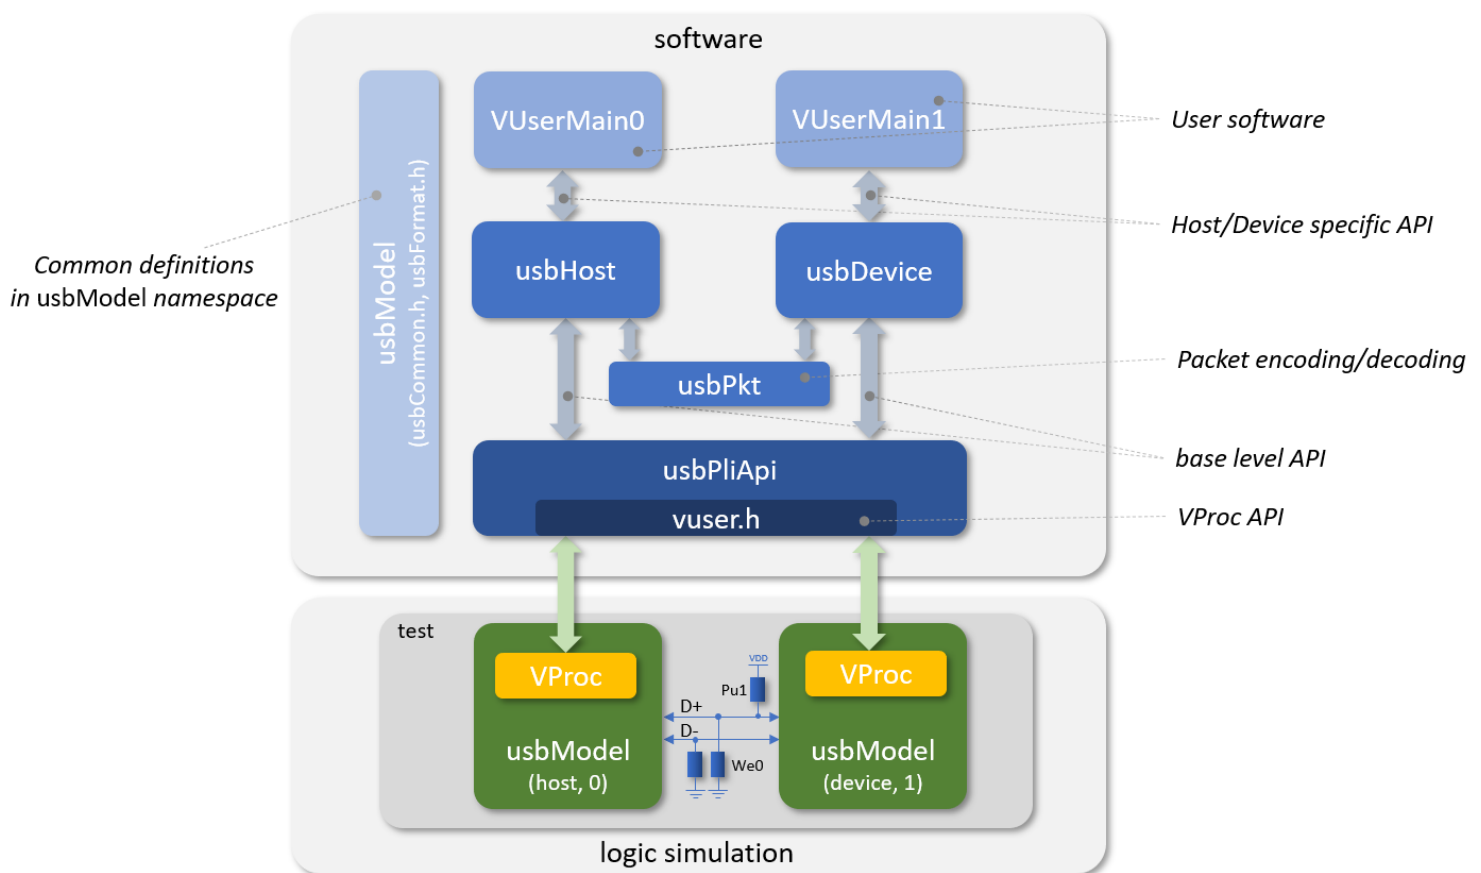 software
VUserMain0
VUserMain1
User software
usbModel
(usbCommon.h, usbFormat.h)
Host/Device specific API
Common definitions
in usbModel namespace
usbHost
usbDevice
Packet encoding/decoding
usbPkt
base level API
usbPliApi
vuser.h
VProc API
test
VProc
VDD
VProc
Pu1
D+
D-
We0
usbModel
(host, 0)
usbModel
(device, 1)
logic simulation